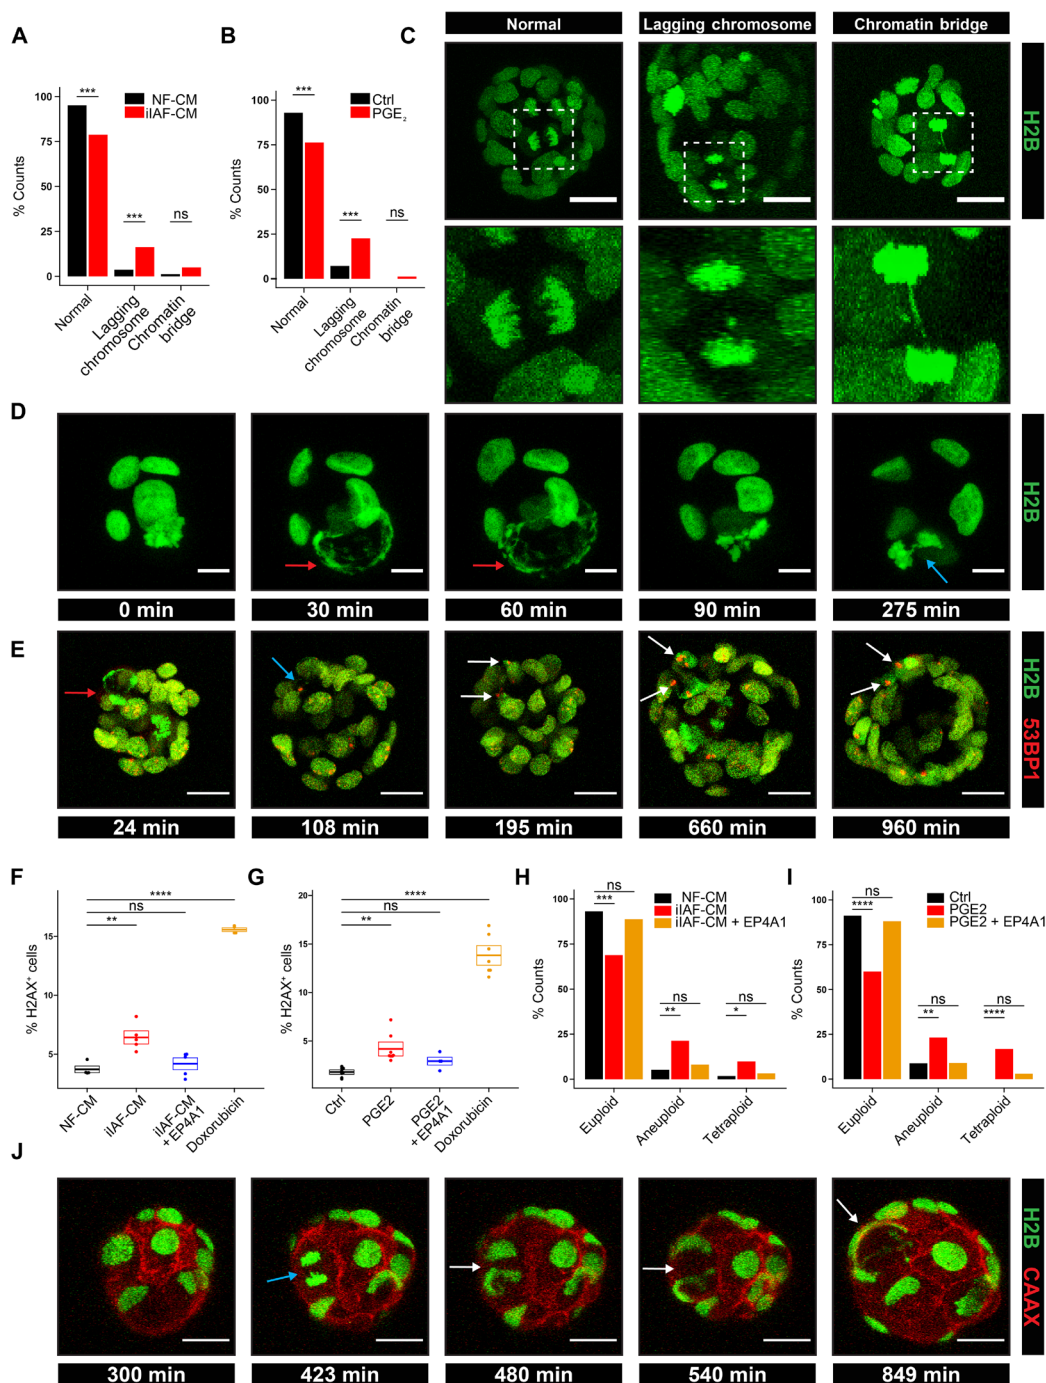 A
% Counts
100
75
50
25
0
***
***
ns
NF-CM
iIAF-CM
Normal
Lagging
chromosome
Chromatin
bridge
B
% Counts
100
75
50
25
0
***
***
ns
Ctrl
PGE₂
Normal
Lagging
chromosome
Chromatin
bridge
C
Normal
Lagging chromosome
Chromatin bridge
H2B
D
0 min
30 min
60 min
90 min
275 min
H2B
E
24 min
108 min
195 min
660 min
960 min
H2B 53BP1
F
% H2AX⁺ cells
15
10
5
****
ns
**
NF-CM
iIAF-CM
iIAF-CM
+EP4A1
Doxorubicin
G
% H2AX⁺ cells
20
15
10
5
0
****
ns
**
Ctrl
PGE2
PGE2
+EP4A1
Doxorubicin
H
% Counts
100
75
50
25
0
ns
***
ns
**
ns
*
NF-CM
iIAF-CM
iIAF-CM + EP4A1
Euploid
Aneuploid
Tetraploid
I
% Counts
100
75
50
25
0
ns
****
ns
**
ns
****
Ctrl
PGE2
PGE2 + EP4A1
Euploid
Aneuploid
Tetraploid
J
300 min
423 min
480 min
540 min
849 min
H2B CAAX